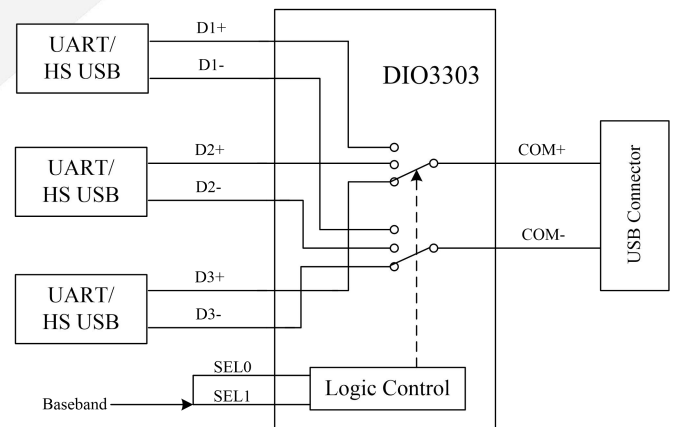 UART/
HS USB
D1+
D1-
DIO3303
UART/
HS USB
D2+
D2-
COM+
COM-
USB Connector
UART/
HS USB
D3+
D3-
SEL0
SEL1
Baseband
Logic Control